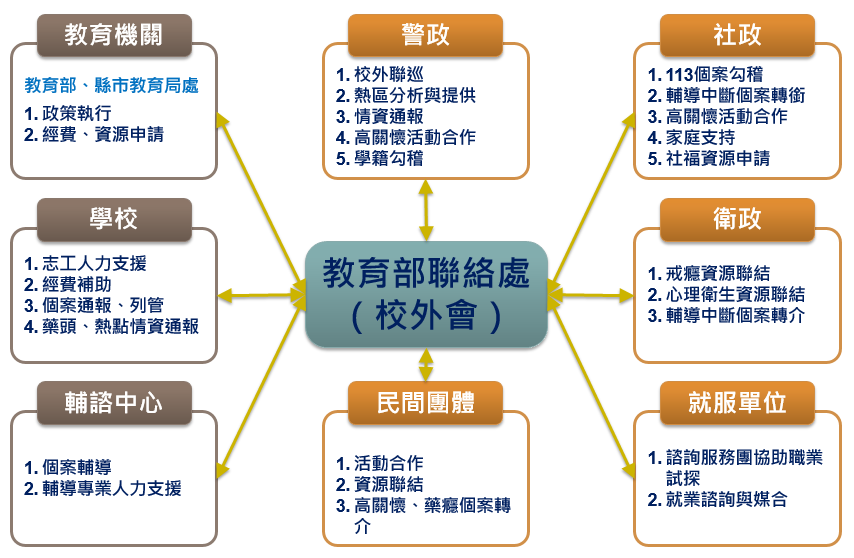 教育機關
教育部、縣市教育局處
1. 政策執行
2. 經費、資源申請
警政
1. 校外聯巡
2. 熱區分析與提供
3. 情資通報
4. 高關懷活動合作
5. 學籍勾稽
社政
1. 113個案勾稽
2. 輔導中斷個案轉銜
3. 高關懷活動合作
4. 家庭支持
5. 社福資源申請
學校
1. 志工人力支援
2. 經費補助
3. 個案通報、列管
4. 藥頭、熱點情資通報
教育部聯絡處
(校外會)
衛政
1. 戒癮資源聯結
2. 心理衛生資源聯結
3. 輔導中斷個案轉介
輔諮中心
1. 個案輔導
2. 輔導專業人力支援
民間團體
1. 活動合作
2. 資源聯結
3. 高關懷、藥癮個案轉
介
就服單位
1. 諮詢服務團協助職業
試探
2. 就業諮詢與媒合